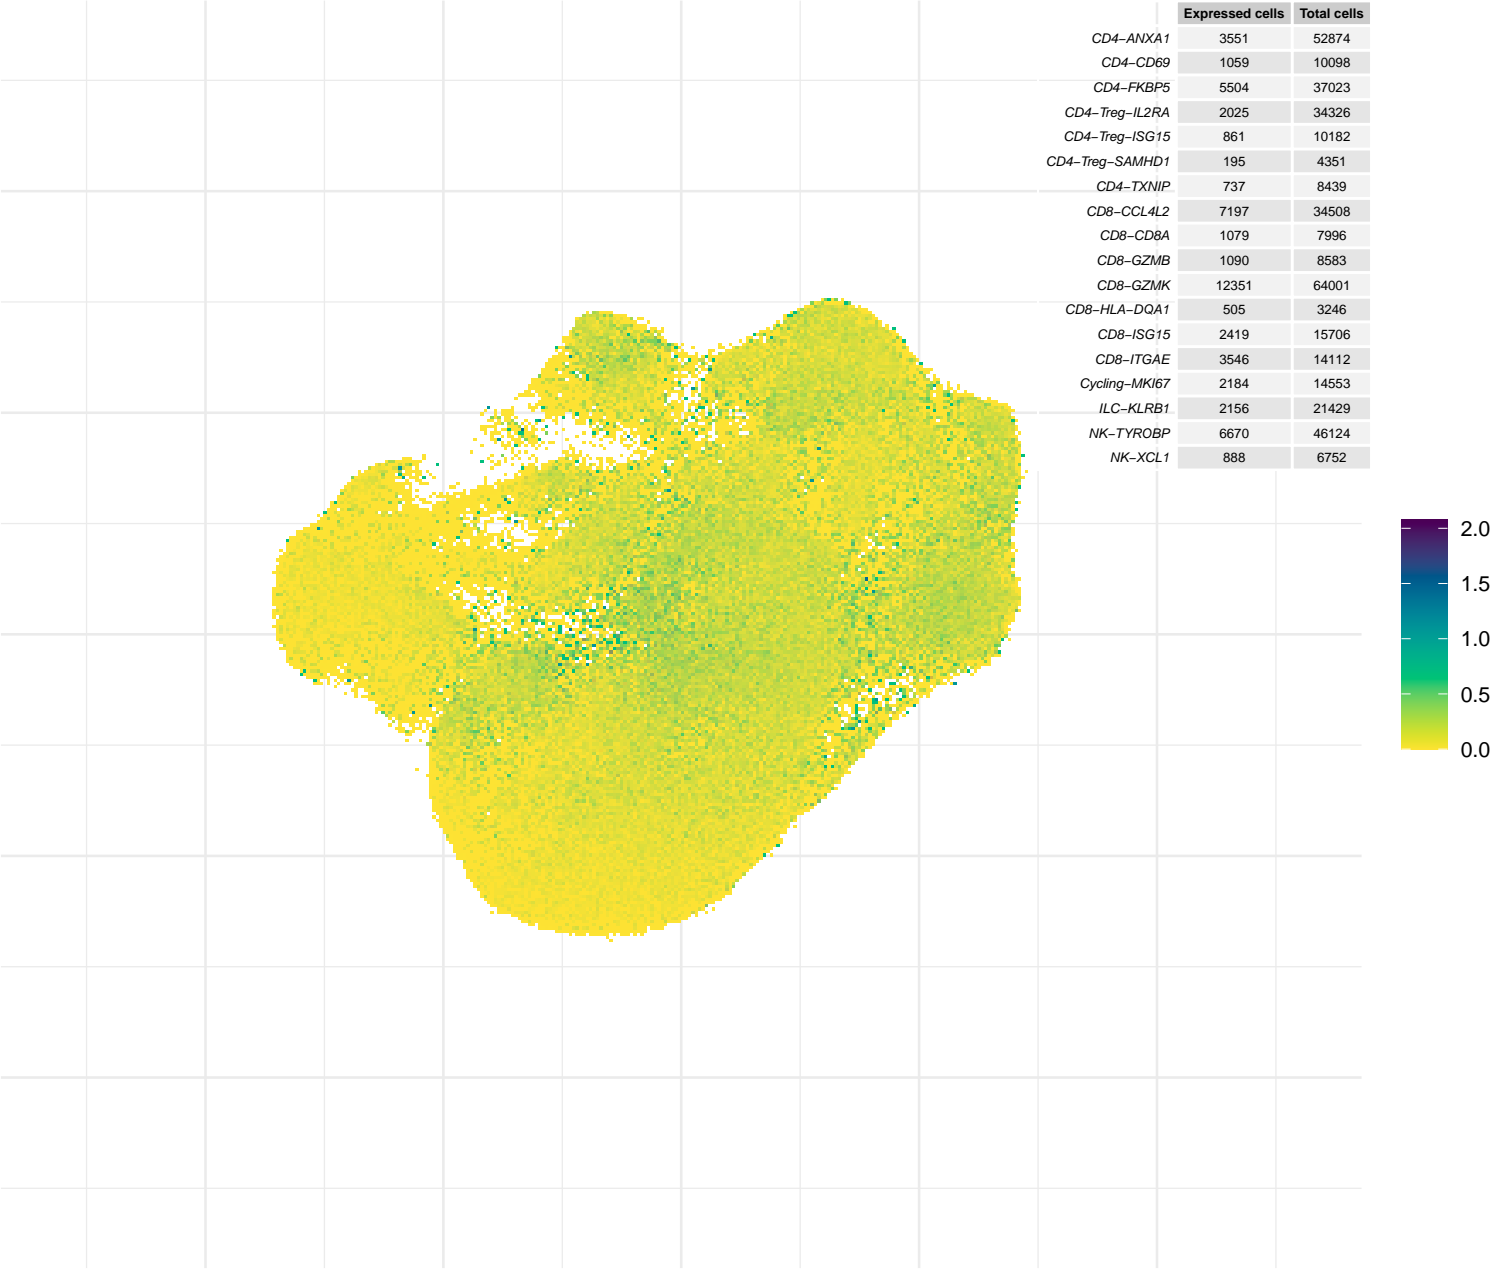 Expressed cells Total cells
CD4−ANXA1 3551 52874
CD4−CD69 1059 10098
CD4−FKBP5 5504 37023
CD4−Treg−IL2RA 2025 34326
CD4−Treg−ISG15 861 10182
CD4−Treg−SAMHD1 195 4351
CD4−TXNIP 737 8439
CD8−CCL4L2 7197 34508
CD8−CD8A 1079 7996
CD8−GZMB 1090 8583
CD8−GZMK 12351 64001
CD8−HLA−DQA1 505 3246
CD8−ISG15 2419 15706
CD8−ITGAE 3546 14112
Cycling−MKI67 2184 14553
ILC−KLRB1 2156 21429
NK−TYROBP 6670 46124
NK−XCL1 888 6752
2.0
1.5
1.0
0.5
0.0